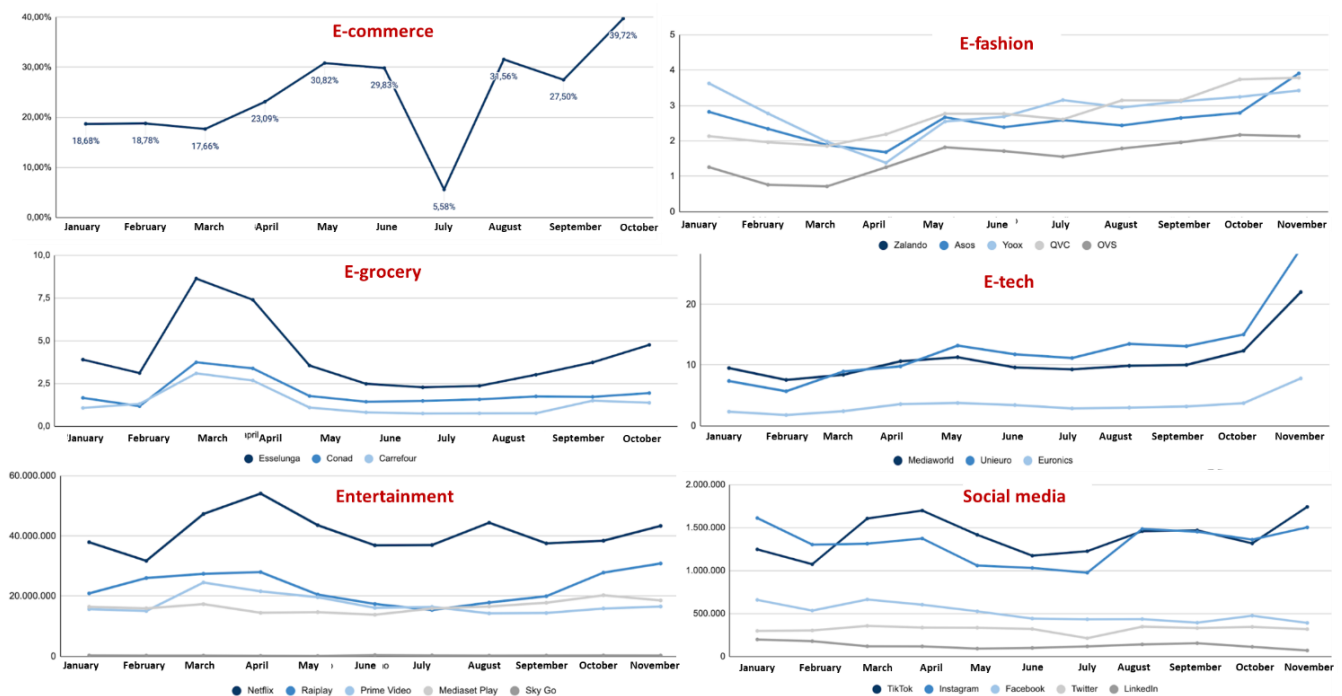 E-commerce
40,00%
30,00%
20,00%
10,00%
0,00%
18,68%
18,78%
17,66%
23,09%
30,82%
29,83%
5,58%
31,56%
27,50%
39,72%
January February March April May June July August September October
E-fashion
5
4
3
2
1
0
January February March April May June July August September October November
Zalando Asos Yoox QVC OVS
E-grocery
10,0
7,5
5,0
2,5
0,0
January February March April April May June July August September October
Esselunga Conad Carrefour
E-tech
20
10
0
January February March April May June July August September October November
Mediaworld Unieuro Euronics
Entertainment
60.000.000
40.000.000
20.000.000
0
January February March April May June July August September October November
Netflix Raiplay Prime Video Mediaset Play Sky Go
Social media
2.000.000
1.500.000
1.000.000
500.000
0
January February March April May June July August September October November
TikTok Instagram Facebook Twitter LinkedIn